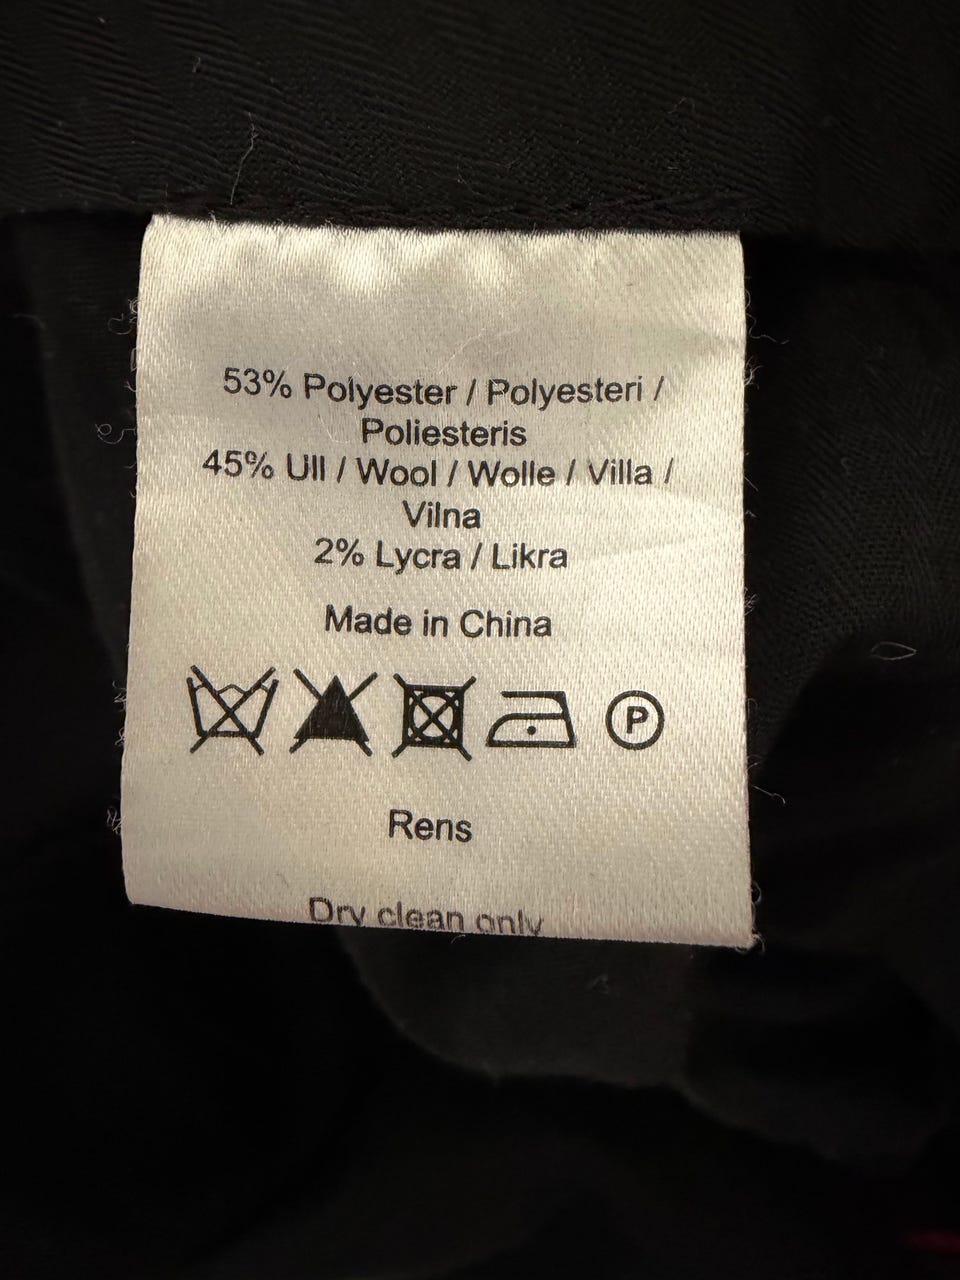 53% Polyester / Polyesteri /
Poliesteris
45% Ull / Wool / Wolle / Villa /
Vilna
2% Lycra / Likra
Made in China
P
Rens
Dry clean only